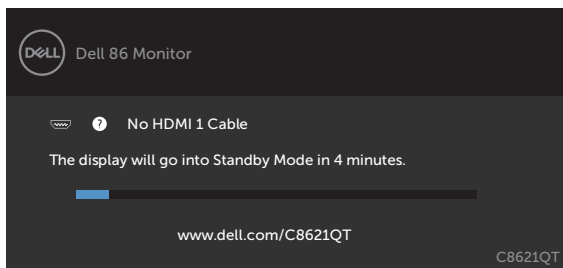 DELL
Dell 86 Monitor
? No HDMI 1 Cable
The display will go into Standby Mode in 4 minutes.
www.dell.com/C8621QT
C8621QT